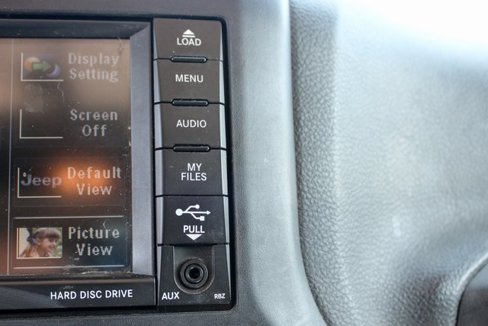 Display
Setting
Screen
Off
Jeep
Default
View
Picture
View
LOAD
MENU
AUDIO
MY
FILES
PULL
HARD DISC DRIVE
AUX
RBZ